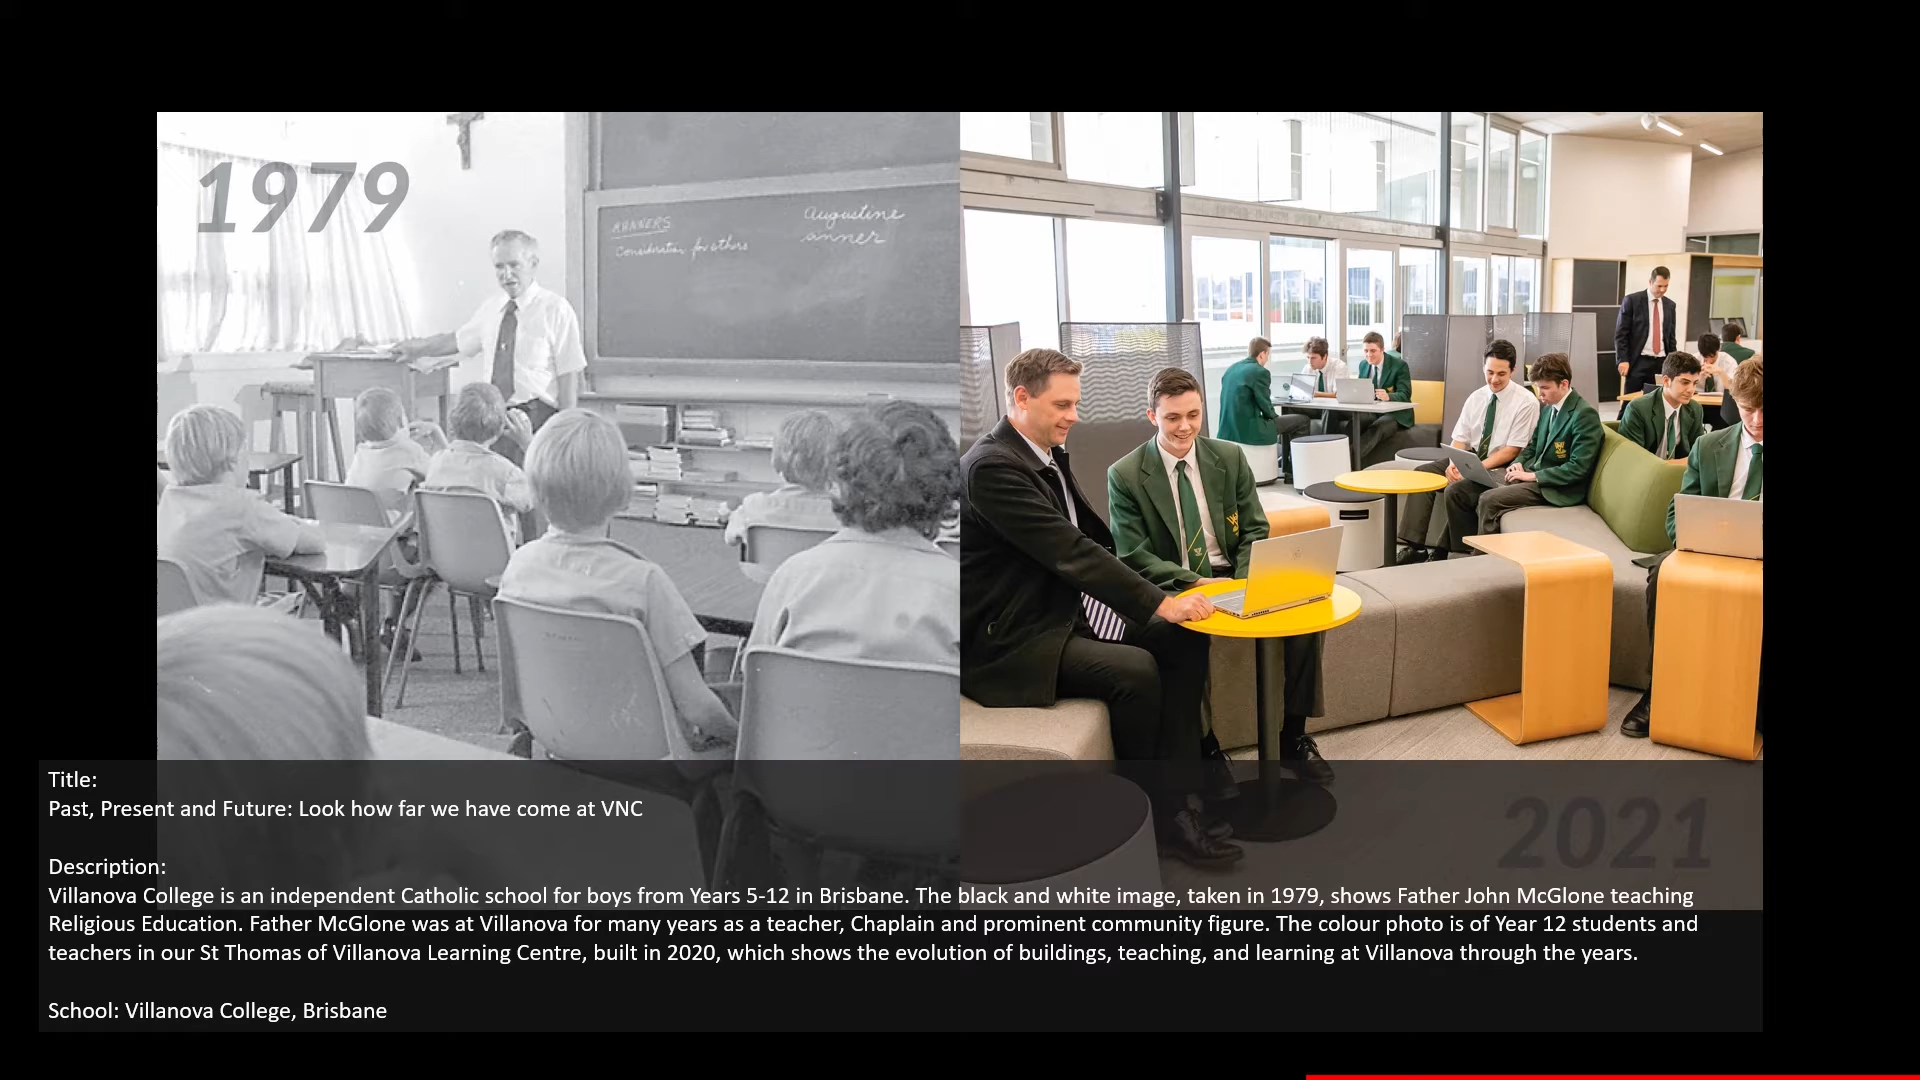 1979
MANNERS
Consideration for others
Augustine
anner
2021
Title:
Past, Present and Future: Look how far we have come at VNC
Description:
Villanova College is an independent Catholic school for boys from Years 5-12 in Brisbane. The black and white image, taken in 1979, shows Father John McGlone teaching
Religious Education. Father McGlone was at Villanova for many years as a teacher, Chaplain and prominent community figure. The colour photo is of Year 12 students and
teachers in our St Thomas of Villanova Learning Centre, built in 2020, which shows the evolution of buildings, teaching, and learning at Villanova through the years.
School: Villanova College, Brisbane